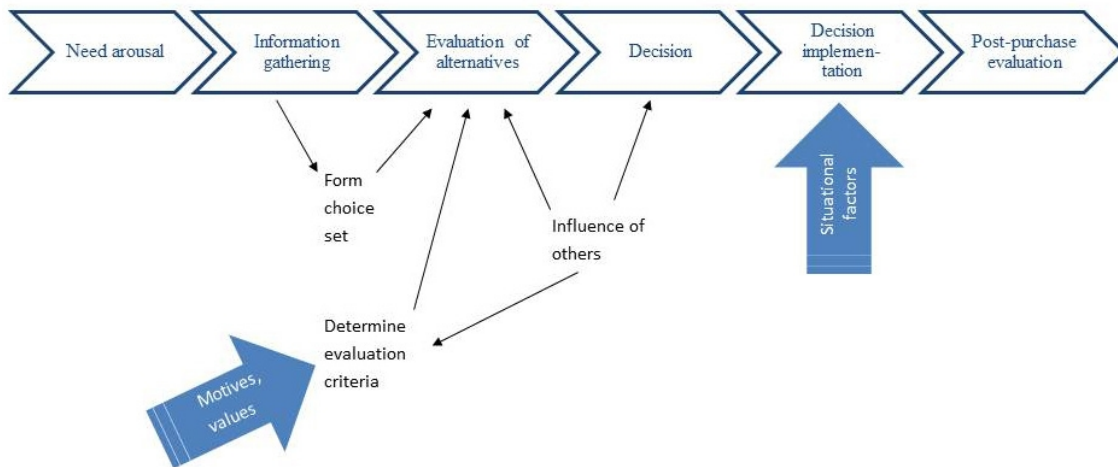 Need arousal
Information
gathering
Evaluation of
alternatives
Decision
Decision
implemen-
tation
Post-purchase
evaluation
Form
choice
set
Influence of
others
Situational
factors
Determine
evaluation
criteria
Motives,
values